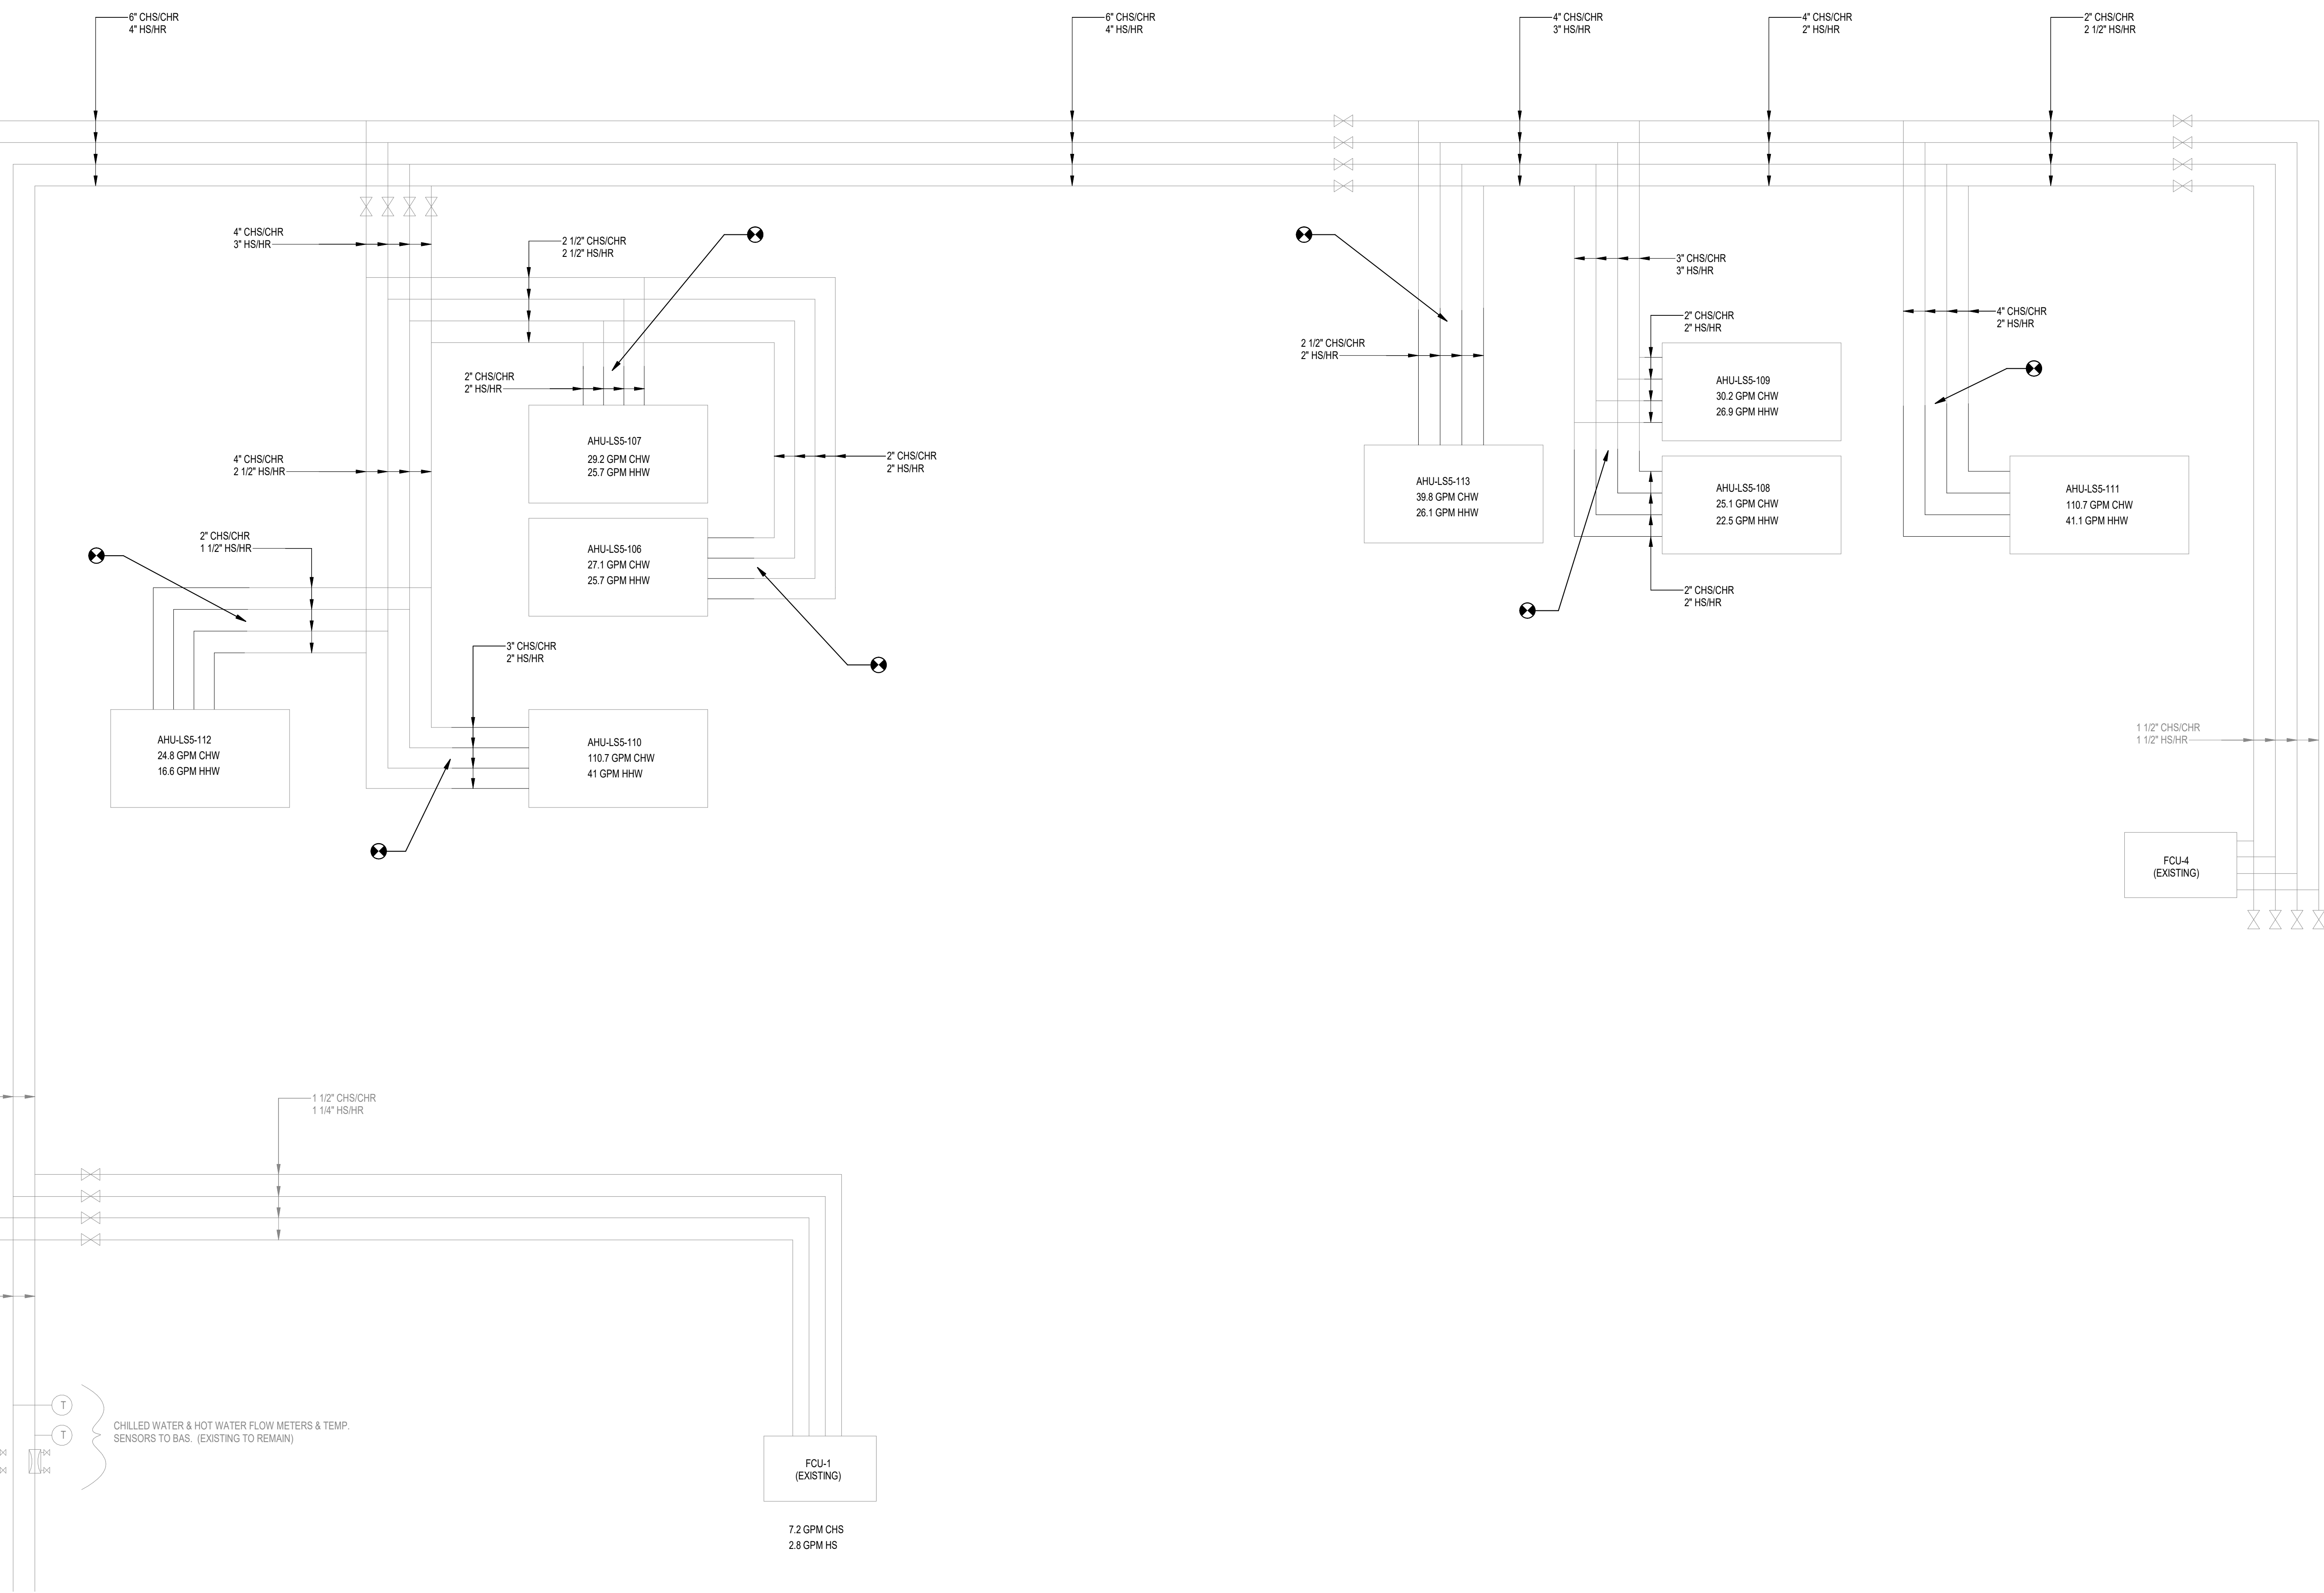 6" CHS/CHR
4" HS/HR
6" CHS/CHR
4" HS/HR
4" CHS/CHR
3" HS/HR
4" CHS/CHR
2" HS/HR
2" CHS/CHR
2 1/2" HS/HR
4" CHS/CHR
3" HS/HR
2 1/2" CHS/CHR
2 1/2" HS/HR
3" CHS/CHR
3" HS/HR
2" CHS/CHR
2" HS/HR
4" CHS/CHR
2" HS/HR
2 1/2" CHS/CHR
2" HS/HR
2" CHS/CHR
2" HS/HR
AHU-LS5-107
29.2 GPM CHW
25.7 GPM HHW
AHU-LS5-109
30.2 GPM CHW
26.9 GPM HHW
4" CHS/CHR
2 1/2" HS/HR
2" CHS/CHR
2" HS/HR
AHU-LS5-113
39.8 GPM CHW
26.1 GPM HHW
AHU-LS5-108
25.1 GPM CHW
22.5 GPM HHW
AHU-LS5-111
110.7 GPM CHW
41.1 GPM HHW
2" CHS/CHR
1 1/2" HS/HR
AHU-LS5-106
27.1 GPM CHW
25.7 GPM HHW
2" CHS/CHR
2" HS/HR
3" CHS/CHR
2" HS/HR
AHU-LS5-112
24.8 GPM CHW
16.6 GPM HHW
AHU-LS5-110
110.7 GPM CHW
41 GPM HHW
1 1/2" CHS/CHR
1 1/2" HS/HR
FCU-4
(EXISTING)
1 1/2" CHS/CHR
1 1/4" HS/HR
T
T
CHILLED WATER & HOT WATER FLOW METERS & TEMP.
SENSORS TO BAS. (EXISTING TO REMAIN)
FCU-1
(EXISTING)
7.2 GPM CHS
2.8 GPM HS